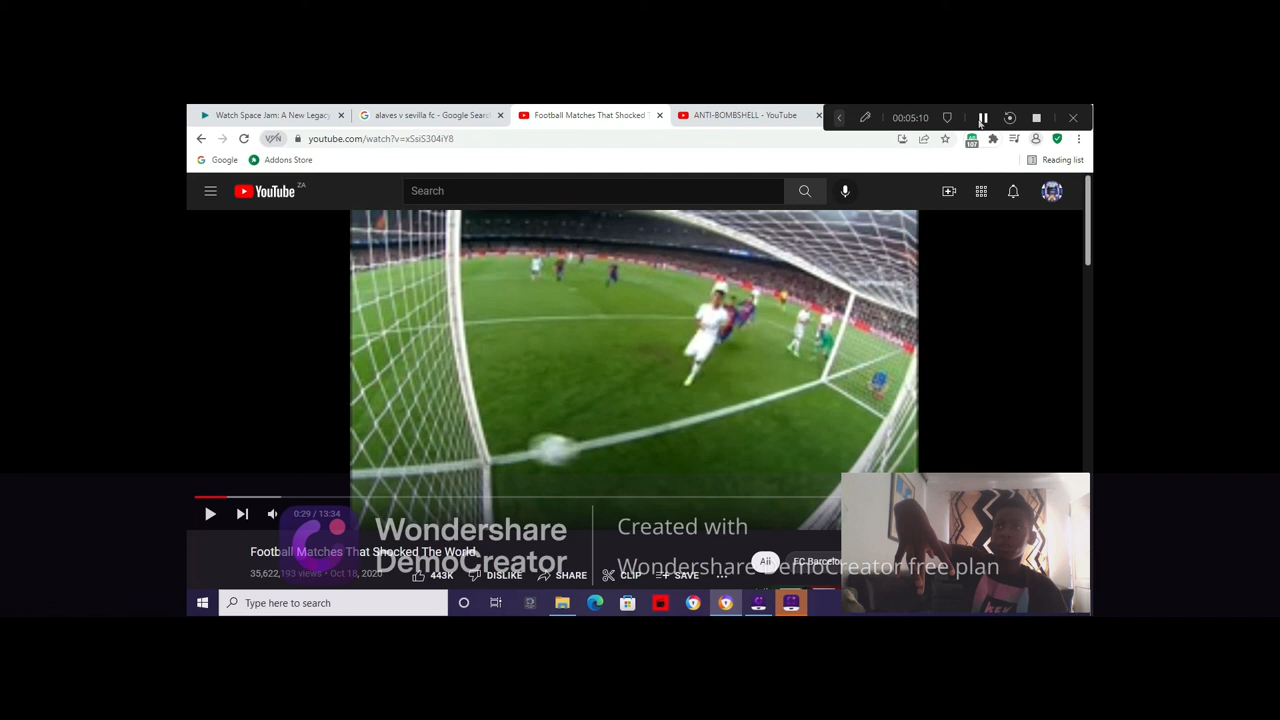 Watch Space Jam: A New Legacy
alaves v sevilla fc - Google Searc
Football Matches That Shocked T
ANTI-BOMBSHELL - YouTube
00:05:10
VPN
youtube.com/watch?v=xSsiS304iY8
107
Google
Addons Store
Reading list
YouTube ZA
Search
0:29 / 13:34
Wondershare
DemoCreator
Created with
Wondershare DemoCreator free plan
Football Matches That Shocked The World
35,622,193 views • Oct 18, 2020
443K
DISLIKE
SHARE
CLIP
SAVE
All
FC Barcelo
Type here to search